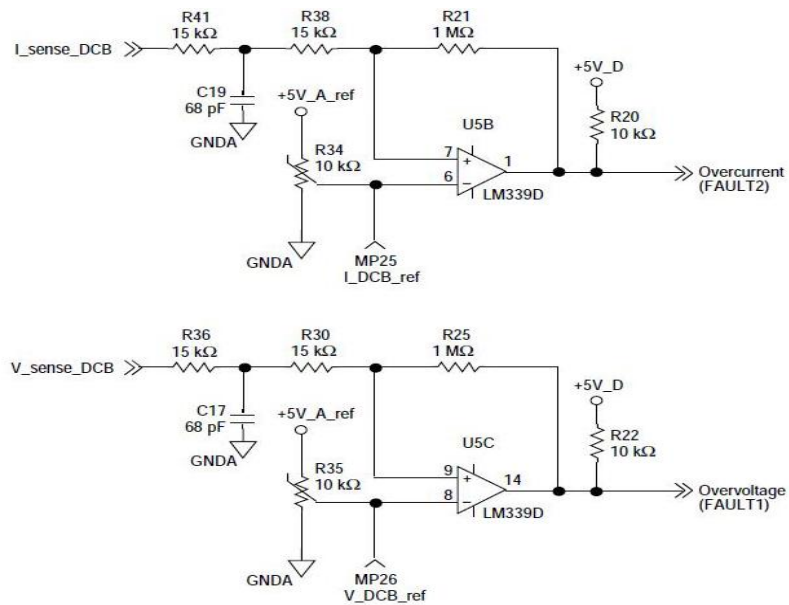 R41
15 kΩ
R38
15 kΩ
R21
1 MΩ
I_sense_DCB
C19
68 pF
GNDA
+5V_A_ref
R34
10 kΩ
GNDA
MP25
I_DCB_ref
7
+
6
–
U5B
1
LM339D
+5V_D
R20
10 kΩ
Overcurrent
(FAULT2)
R36
15 kΩ
R30
15 kΩ
R25
1 MΩ
V_sense_DCB
C17
68 pF
GNDA
+5V_A_ref
R35
10 kΩ
GNDA
MP26
V_DCB_ref
9
+
8
–
U5C
14
LM339D
+5V_D
R22
10 kΩ
Overvoltage
(FAULT1)